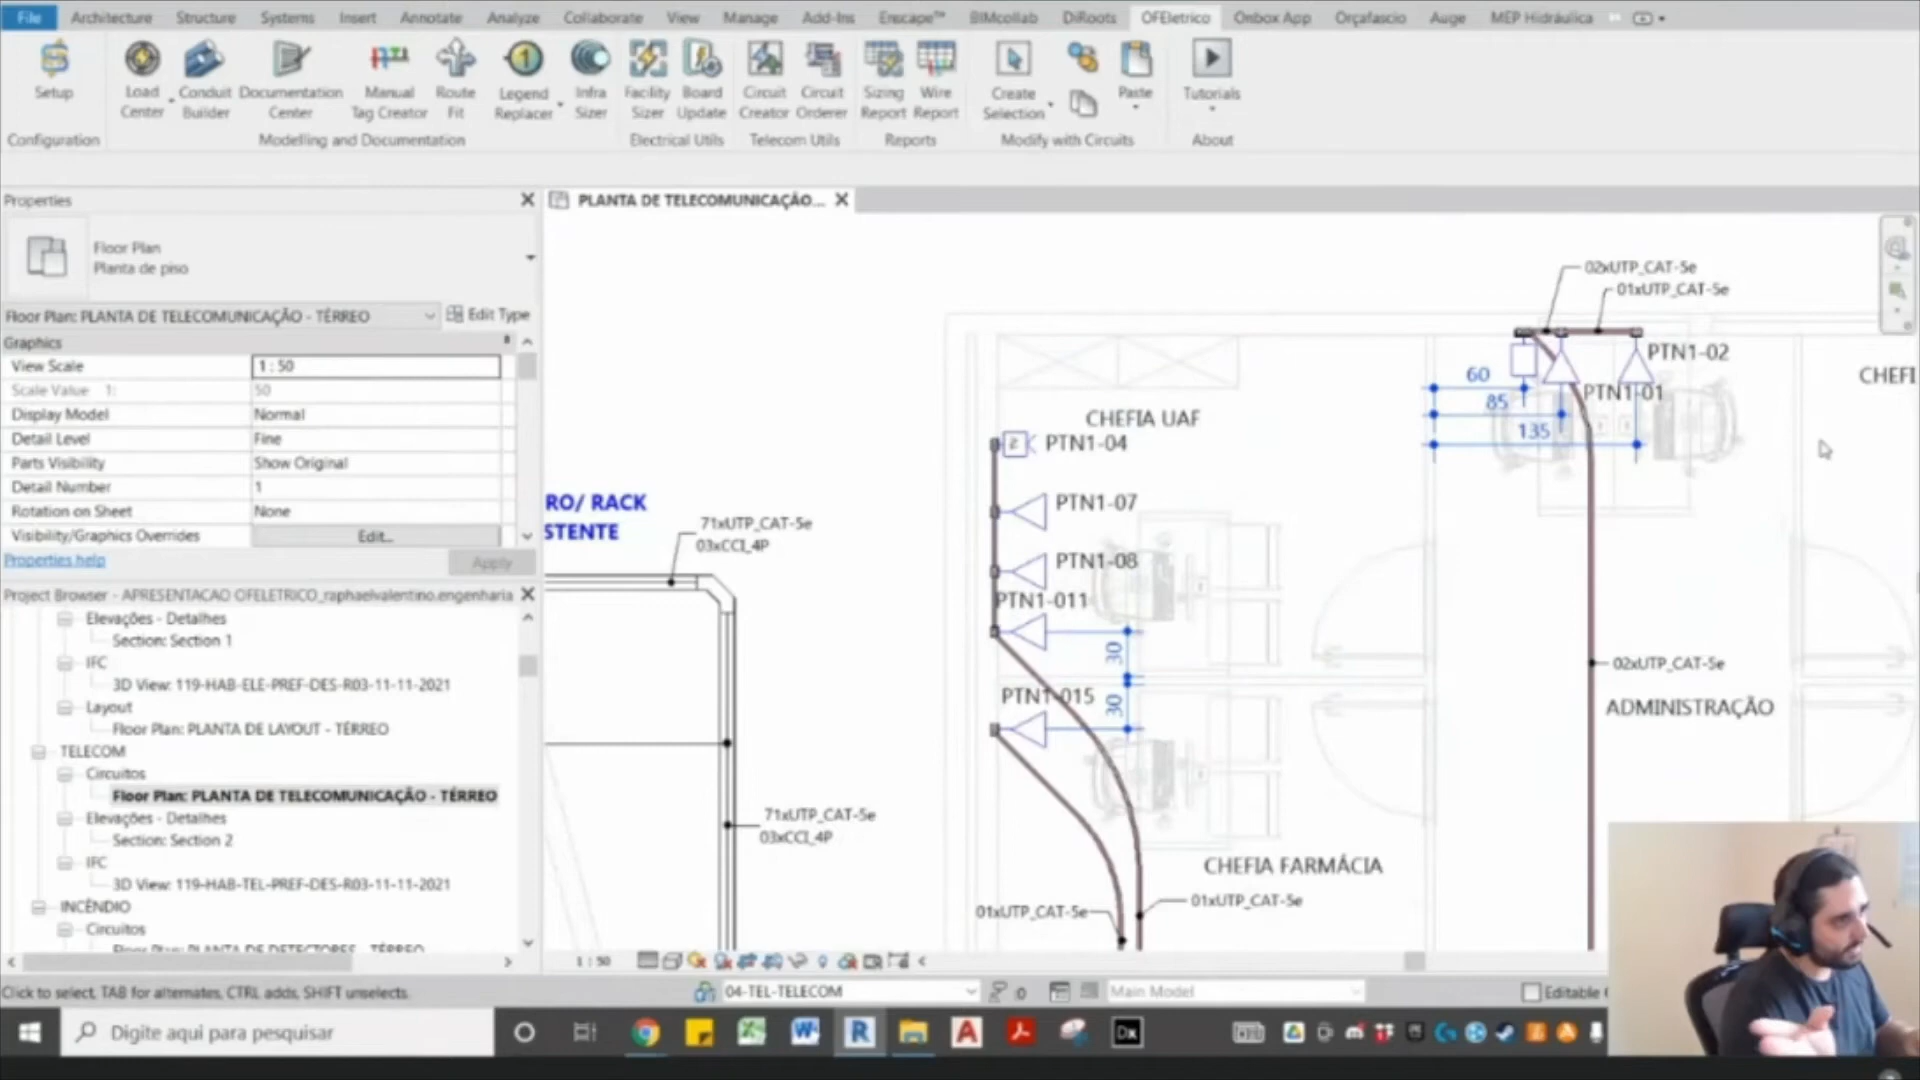 File Architecture Structure Systems Insert Annotate Analyze Collaborate View Manage Add-Ins Enscape™ BIMcollab DiRoots OFEletrico Onbox App Orçafascio Auge MEP Hidráulica
Setup
Load Center
Conduit Builder
Documentation Center
Manual Tag Creator
Route Fit
Legend Replacer
Infra Sizer
Facility Sizer
Board Update
Circuit Creator
Circuit Orderer
Sizing Report
Wire Report
Create Selection
Paste
Tutorials
Configuration
Modelling and Documentation
Electrical Utils
Telecom Utils
Reports
Modify with Circuits
About
Properties
Floor Plan
Planta de piso
Floor Plan: PLANTA DE TELECOMUNICAÇÃO - TÉRREO
Edit Type
Graphics
View Scale 1 : 50
Scale Value 1: 50
Display Model Normal
Detail Level Fine
Parts Visibility Show Original
Detail Number 1
Rotation on Sheet None
Visibility/Graphics Overrides Edit...
Properties help
Apply
Project Browser - APRESENTACAO OFELETRICO_raphaelvalentino.engenharia
Elevações - Detalhes
Section: Section 1
IFC
3D View: 119-HAB-ELE-PREF-DES-R03-11-11-2021
Layout
Floor Plan: PLANTA DE LAYOUT - TÉRREO
TELECOM
Circuitos
Floor Plan: PLANTA DE TELECOMUNICAÇÃO - TÉRREO
Elevações - Detalhes
Section: Section 2
IFC
3D View: 119-HAB-TEL-PREF-DES-R03-11-11-2021
INCÊNDIO
Circuitos
Floor Plan: PLANTA DE DETECTORES - TÉRREO
PLANTA DE TELECOMUNICAÇÃO...
02xUTP_CAT-5e
01xUTP_CAT-5e
PTN1-02
PTN1-01
60
85
135
CHEFI
CHEFIA UAF
PTN1-04
PTN1-07
PTN1-08
PTN1-011
30
PTN1-015
30
RO/ RACK
STENTE
71xUTP_CAT-5e
03xCCI_4P
02xUTP_CAT-5e
ADMINISTRAÇÃO
71xUTP_CAT-5e
03xCCI_4P
CHEFIA FARMÁCIA
01xUTP_CAT-5e
01xUTP_CAT-5e
1 : 50
Click to select, TAB for alternates, CTRL adds, SHIFT unselects.
04-TEL-TELECOM
:0
Main Model
Editable
Digite aqui para pesquisar